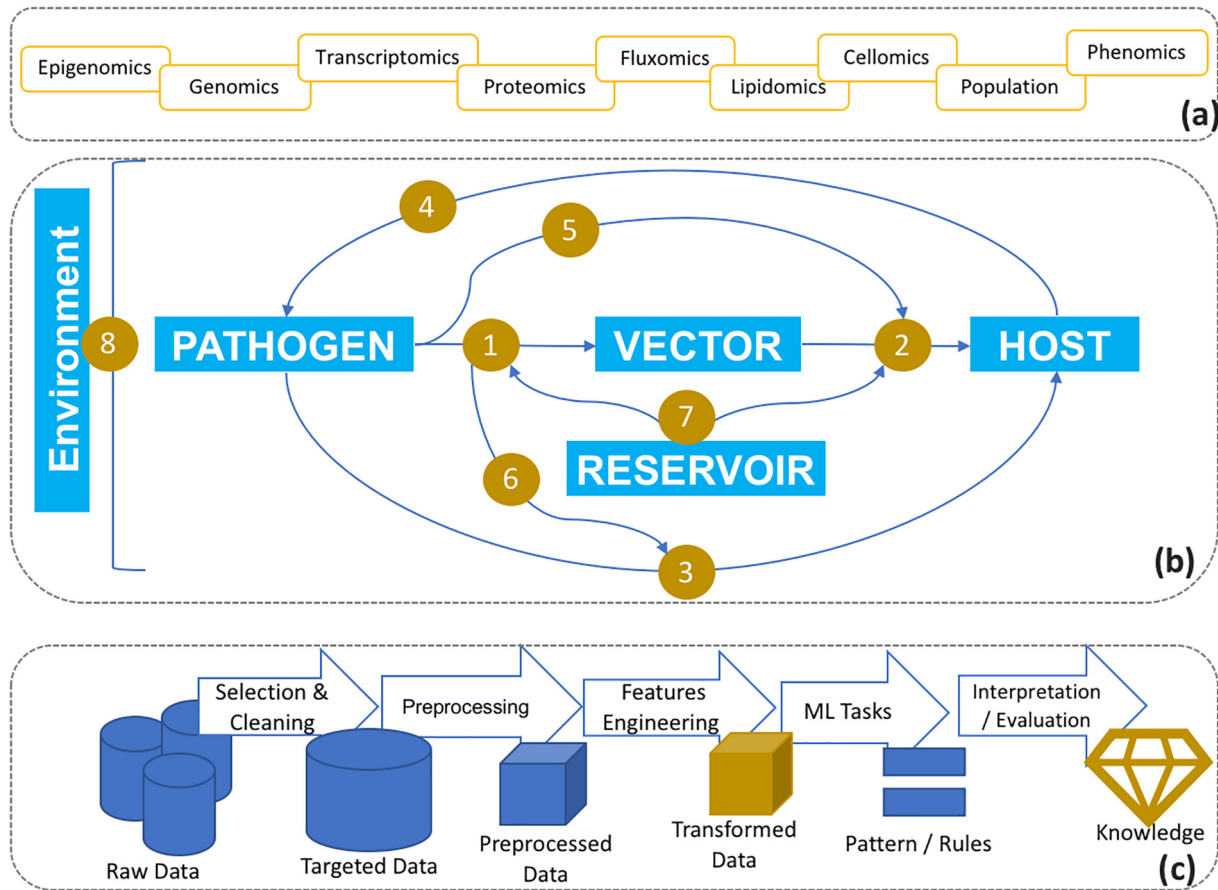 Epigenomics
Genomics
Transcriptomics
Proteomics
Fluxomics
Lipidomics
Cellomics
Population
Phenomics
(a)
Environment
4
5
8
PATHOGEN
1
VECTOR
2
HOST
7
RESERVOIR
6
3
(b)
Selection &
Cleaning
Preprocessing
Features
Engineering
ML Tasks
Interpretation
/ Evaluation
Raw Data
Targeted Data
Preprocessed
Data
Transformed
Data
Pattern / Rules
Knowledge
(c)